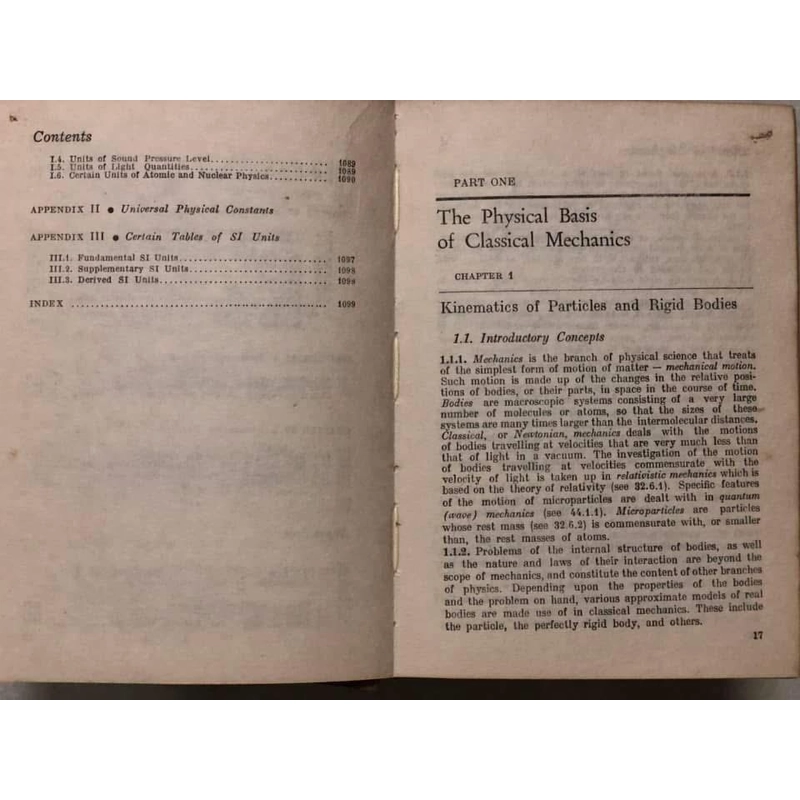 Contents
I.4. Units of Sound Pressure Level........................ 1089
I.5. Units of Light Quantities............................ 1089
I.6. Certain Units of Atomic and Nuclear Physics............ 1090
APPENDIX II ● Universal Physical Constants
APPENDIX III ● Certain Tables of SI Units
III.1. Fundamental SI Units.............................. 1097
III.2. Supplementary SI Units............................ 1098
III.3. Derived SI Units.................................. 1098
INDEX .................................................. 1099
PART ONE
The Physical Basis
of Classical Mechanics
CHAPTER 1
Kinematics of Particles and Rigid Bodies
1.1. Introductory Concepts
1.1.1. Mechanics is the branch of physical science that treats
of the simplest form of motion of matter — mechanical motion.
Such motion is made up of the changes in the relative posi-
tions of bodies, or their parts, in space in the course of time.
Bodies are macroscopic systems consisting of a very large
number of molecules or atoms, so that the sizes of these
systems are many times larger than the intermolecular distances.
Classical, or Newtonian, mechanics deals with the motions
of bodies travelling at velocities that are very much less than
that of light in a vacuum. The investigation of the motion
of bodies travelling at velocities commensurate with the
velocity of light is taken up in relativistic mechanics which is
based on the theory of relativity (see 32.6.1). Specific features
of the motion of microparticles are dealt with in quantum
(wave) mechanics (see 44.1.1). Microparticles are particles
whose rest mass (see 32.6.2) is commensurate with, or smaller
than, the rest masses of atoms.
1.1.2. Problems of the internal structure of bodies, as well
as the nature and laws of their interaction are beyond the
scope of mechanics, and constitute the content of other branches
of physics. Depending upon the properties of the bodies
and the problem on hand, various approximate models of real
bodies are made use of in classical mechanics. These include
the particle, the perfectly rigid body, and others.
17